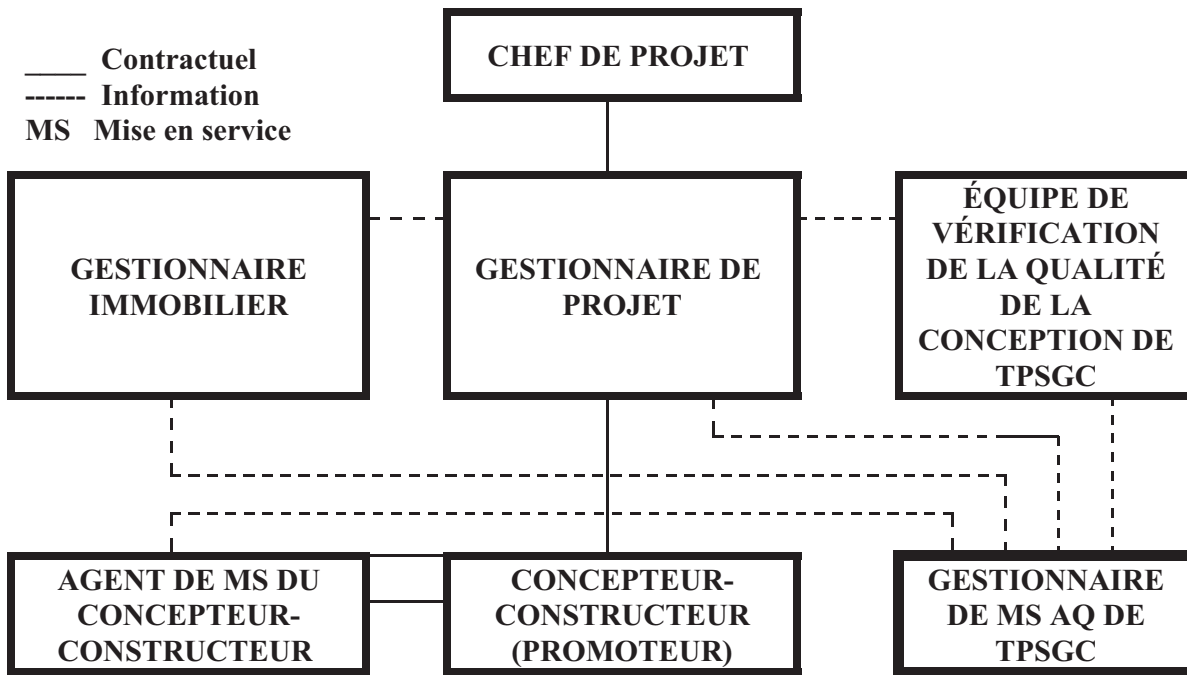 ____ Contractuel
------ Information
MS Mise en service
CHEF DE PROJET
GESTIONNAIRE
IMMOBILIER
GESTIONNAIRE DE
PROJET
ÉQUIPE DE
VÉRIFICATION
DE LA QUALITÉ
DE LA
CONCEPTION DE
TPSGC
AGENT DE MS DU
CONCEPTEUR-
CONSTRUCTEUR
CONCEPTEUR-
CONSTRUCTEUR
(PROMOTEUR)
GESTIONNAIRE
DE MS AQ DE
TPSGC